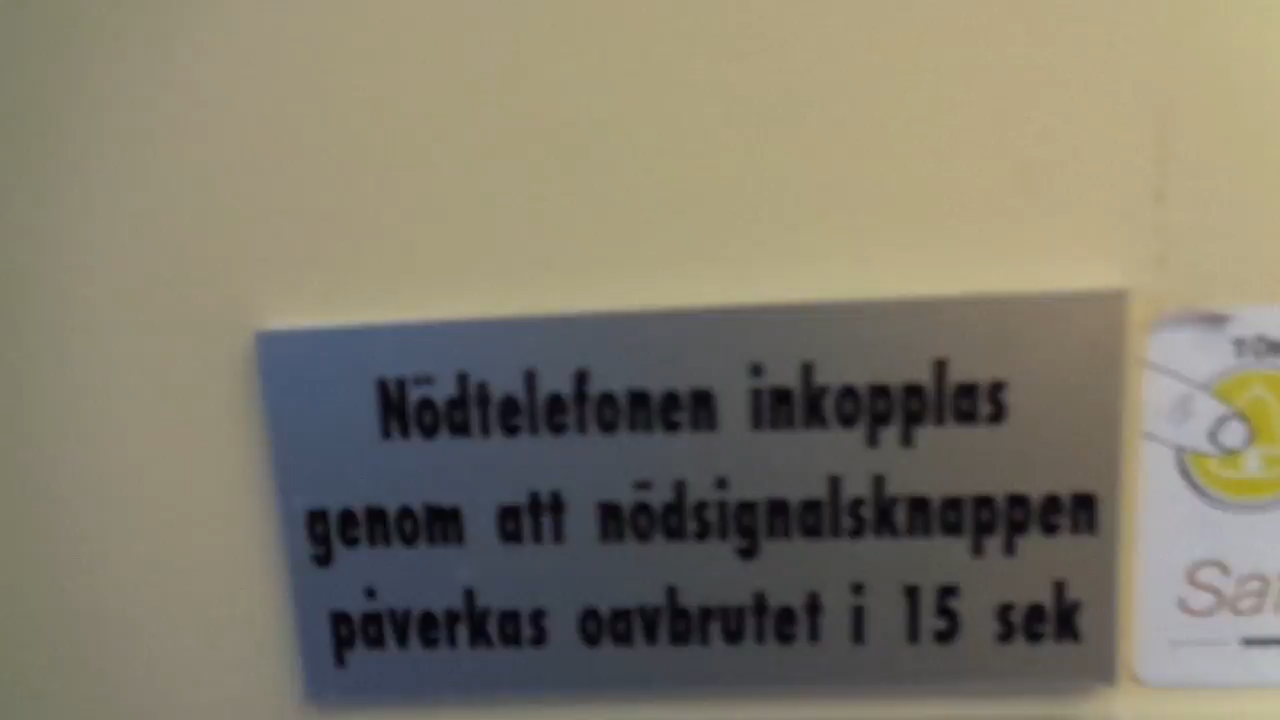 Nödtelefonen inkopplas
genom att nödsignalsknappen
påverkas oavbrutet i 15 sek